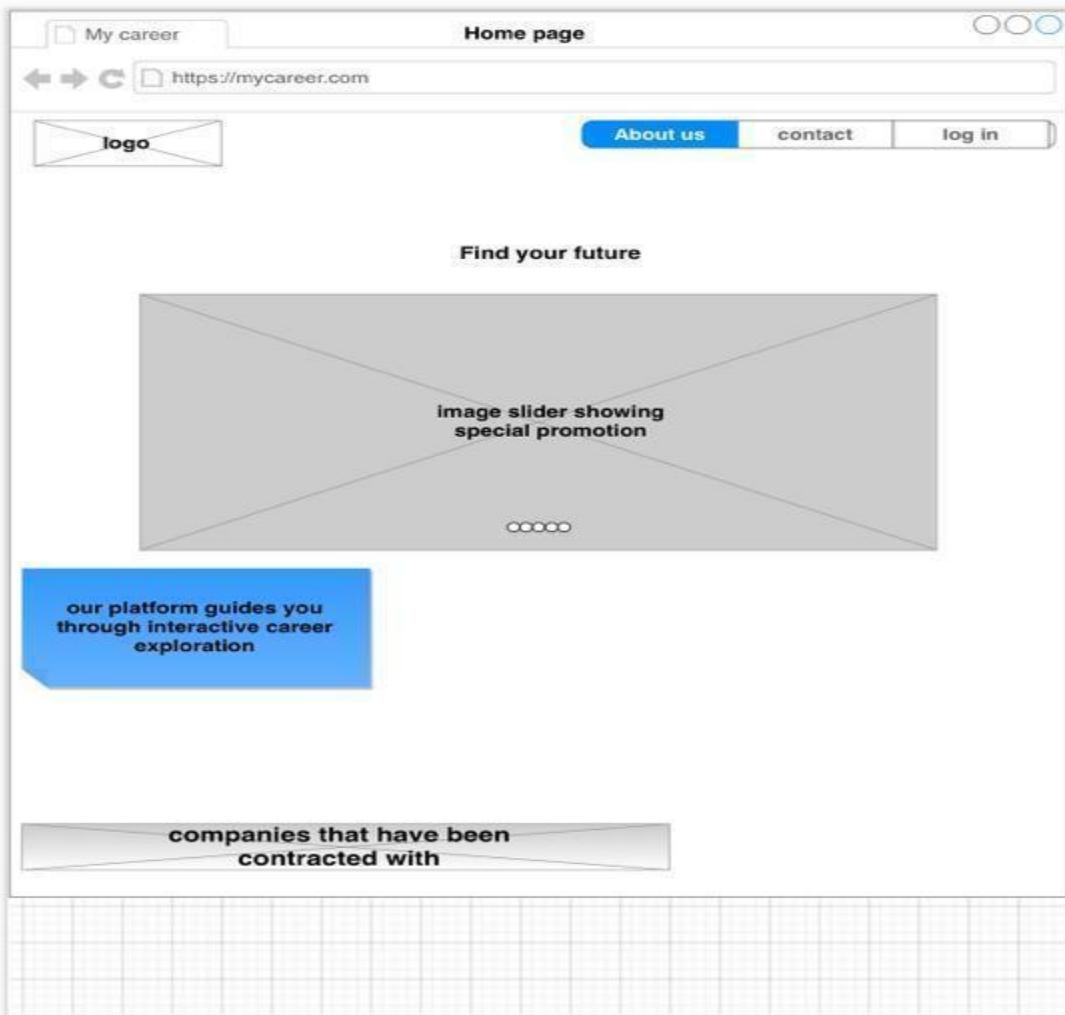 My career
Home page
https://mycareer.com
logo
About us
contact
log in
Find your future
image slider showing
special promotion
our platform guides you
through interactive career
exploration
companies that have been
contracted with